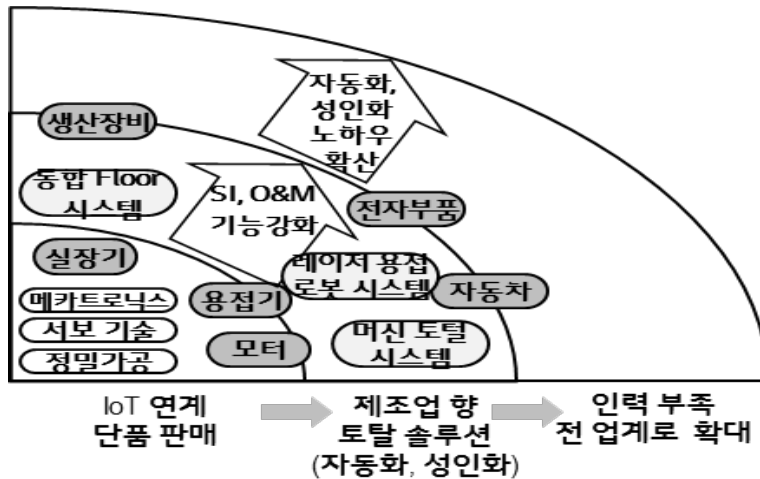 자동화,
성인화
노하우
확산
생산장비
통합 Floor
시스템
SI, O&M
기능강화
전자부품
실장기
레이저 용접
로봇 시스템
용접기
자동차
메카트로닉스
서보 기술
정밀가공
모터
머신 토털
시스템
IoT 연계
단품 판매
제조업 향
토탈 솔루션
(자동화, 성인화)
인력 부족
전 업계로 확대